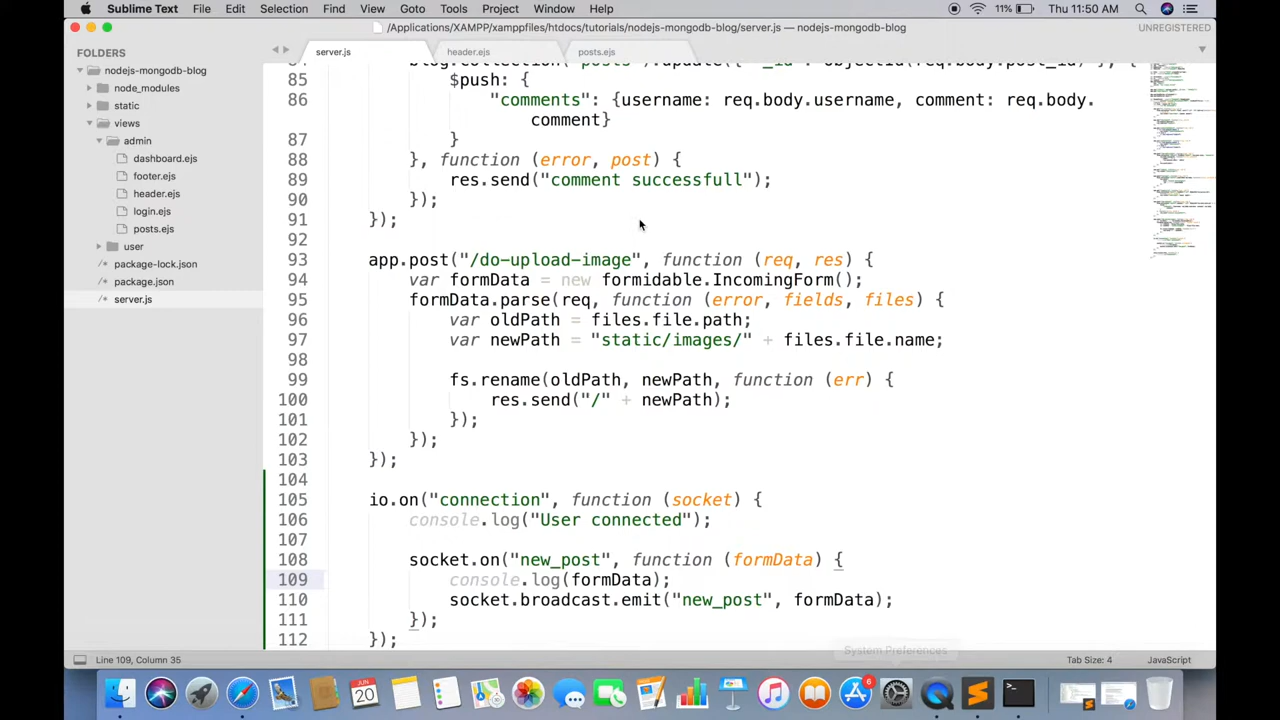 Sublime Text File Edit Selection Find View Goto Tools Project Window Help 11% Thu 11:50 AM
/Applications/XAMPP/xamppfiles/htdocs/tutorials/nodejs-mongodb-blog/server.js — nodejs-mongodb-blog UNREGISTERED
FOLDERS
nodejs-mongodb-blog
node_modules
static
views
admin
dashboard.ejs
footer.ejs
header.ejs
login.ejs
posts.ejs
user
package-lock.json
package.json
server.js
server.js header.ejs posts.ejs
85 $push: {
86 "comments": {username: req.body.username, comment: req.body.
comment}
87 }
88 }, function (error, post) {
89 res.send("comment successfull");
90 });
91 });
92
93 app.post("/do-upload-image", function (req, res) {
94 var formData = new formidable.IncomingForm();
95 formData.parse(req, function (error, fields, files) {
96 var oldPath = files.file.path;
97 var newPath = "static/images/" + files.file.name;
98
99 fs.rename(oldPath, newPath, function (err) {
100 res.send("/" + newPath);
101 });
102 });
103 });
104
105 io.on("connection", function (socket) {
106 console.log("User connected");
107
108 socket.on("new_post", function (formData) {
109 console.log(formData);
110 socket.broadcast.emit("new_post", formData);
111 });
112 });
System Preferences
Line 109, Column 35 Tab Size: 4 JavaScript
JUN
20
6